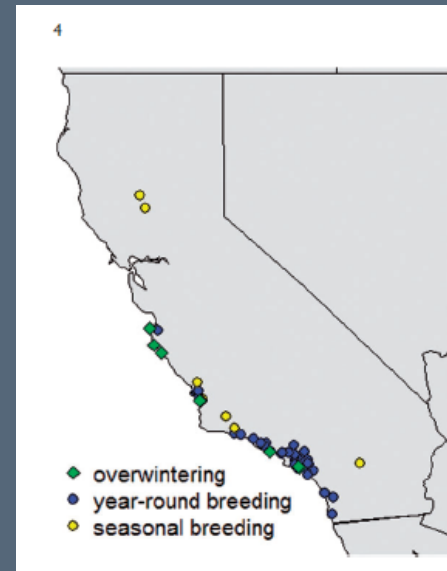 4
overwintering
year-round breeding
seasonal breeding